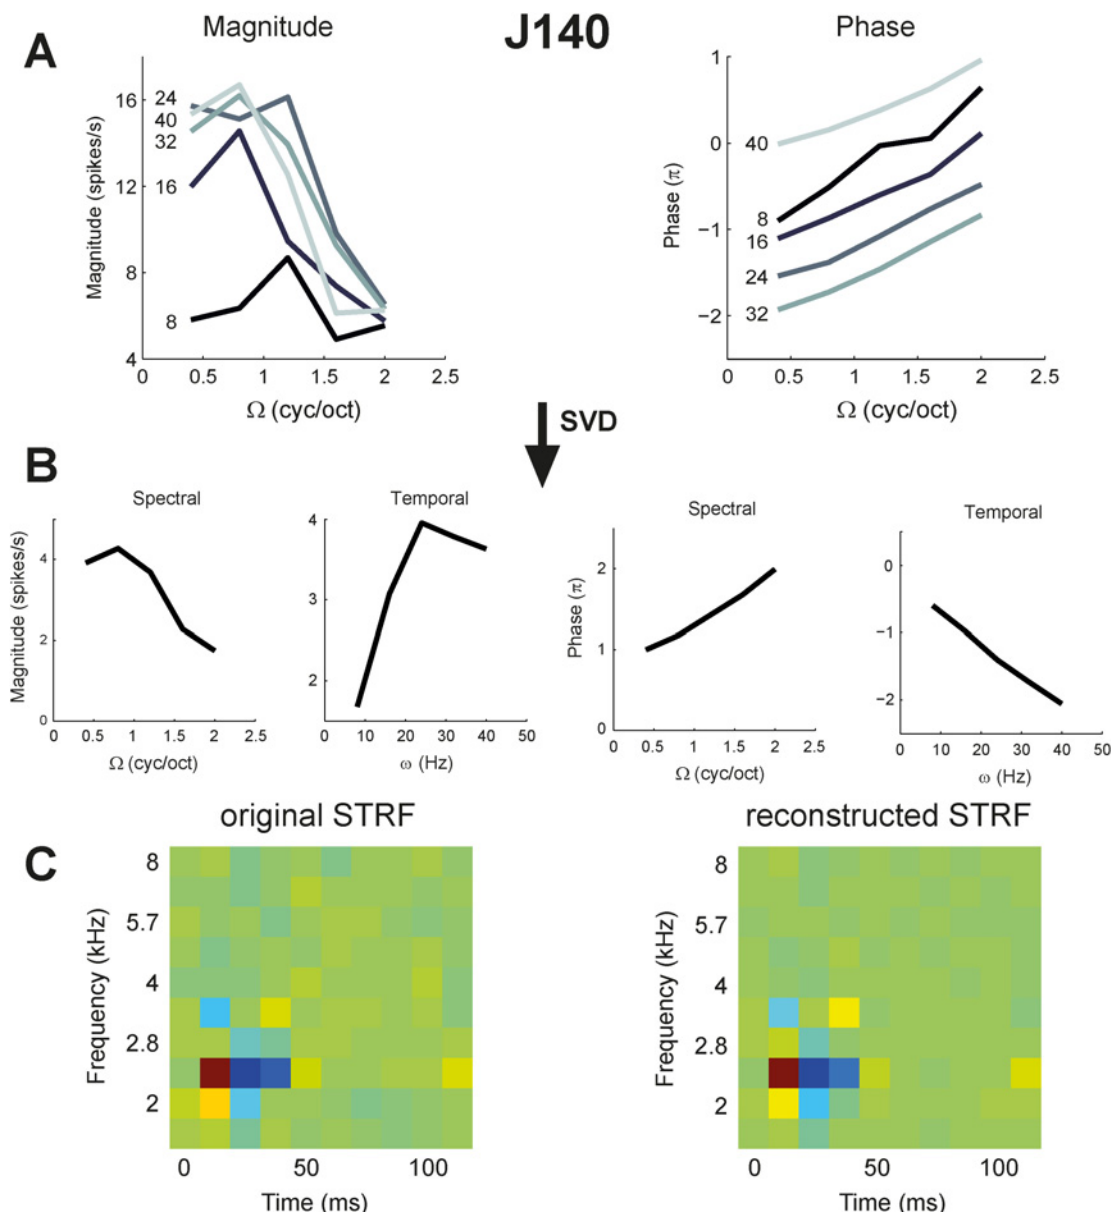 J140
A
Magnitude
Magnitude (spikes/s)
16
12
8
4
24
40
32
16
8
0 0.5 1 1.5 2 2.5
Ω (cyc/oct)
Phase
Phase (π)
1
0
−1
−2
40
8
16
24
32
0 0.5 1 1.5 2 2.5
Ω (cyc/oct)
SVD
B
Spectral
Magnitude (spikes/s)
4
2
0
0 0.5 1 1.5 2 2.5
Ω (cyc/oct)
Temporal
4
3
2
0 10 20 30 40 50
ω (Hz)
Spectral
Phase (π)
2
1
0
0 0.5 1 1.5 2 2.5
Ω (cyc/oct)
Temporal
0
−1
−2
0 10 20 30 40 50
ω (Hz)
C
original STRF
Frequency (kHz)
8
5.7
4
2.8
2
0 50 100
Time (ms)
reconstructed STRF
Frequency (kHz)
8
5.7
4
2.8
2
0 50 100
Time (ms)